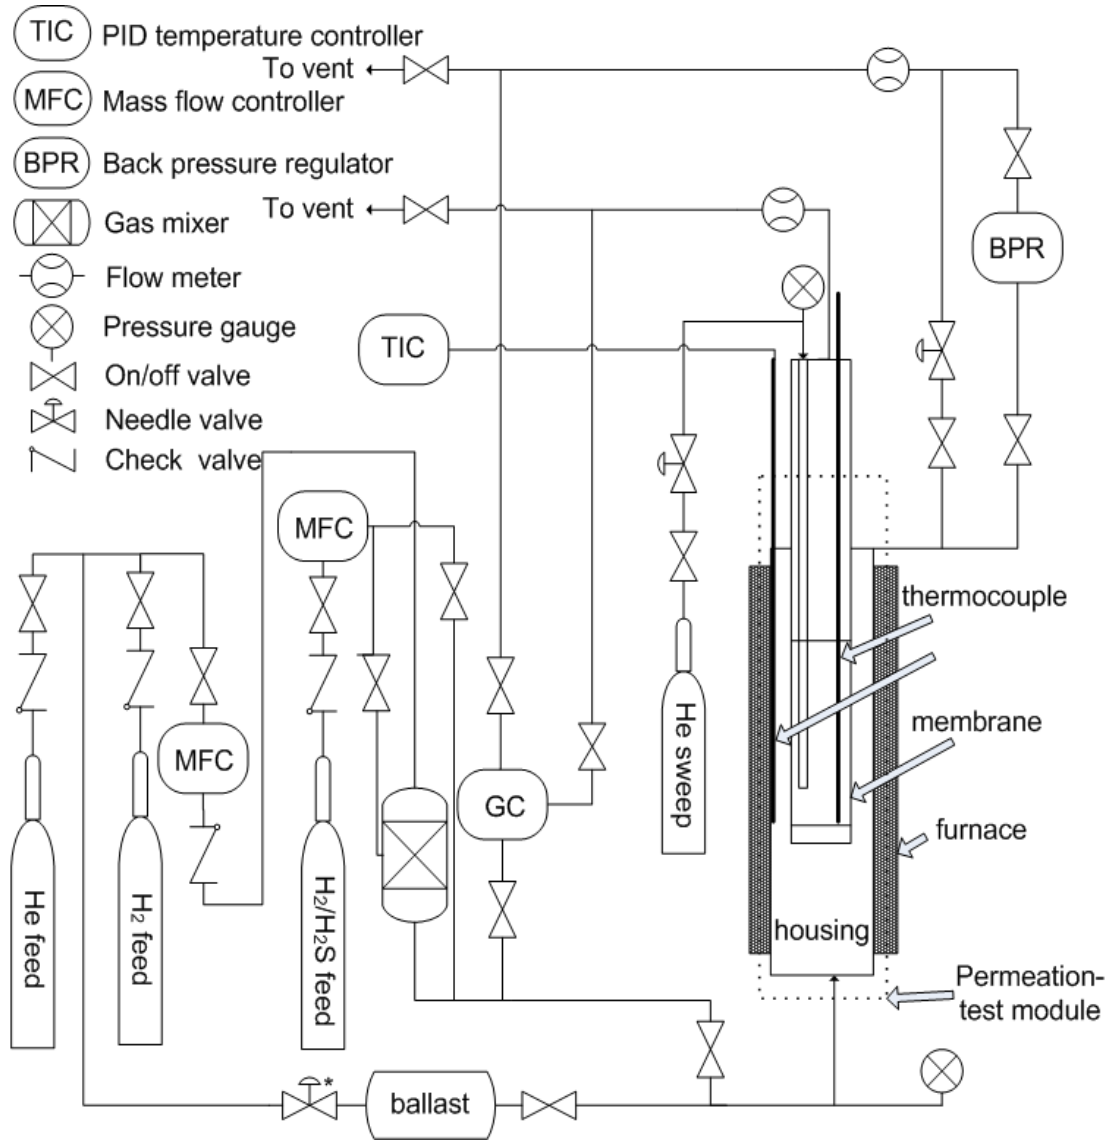 TIC PID temperature controller
MFC Mass flow controller
BPR Back pressure regulator
Gas mixer
Flow meter
Pressure gauge
On/off valve
Needle valve
Check valve
To vent
To vent
BPR
TIC
MFC
thermocouple
membrane
MFC
GC
He sweep
furnace
He feed
H₂ feed
H₂/H₂S feed
housing
Permeation-
test module
*
ballast